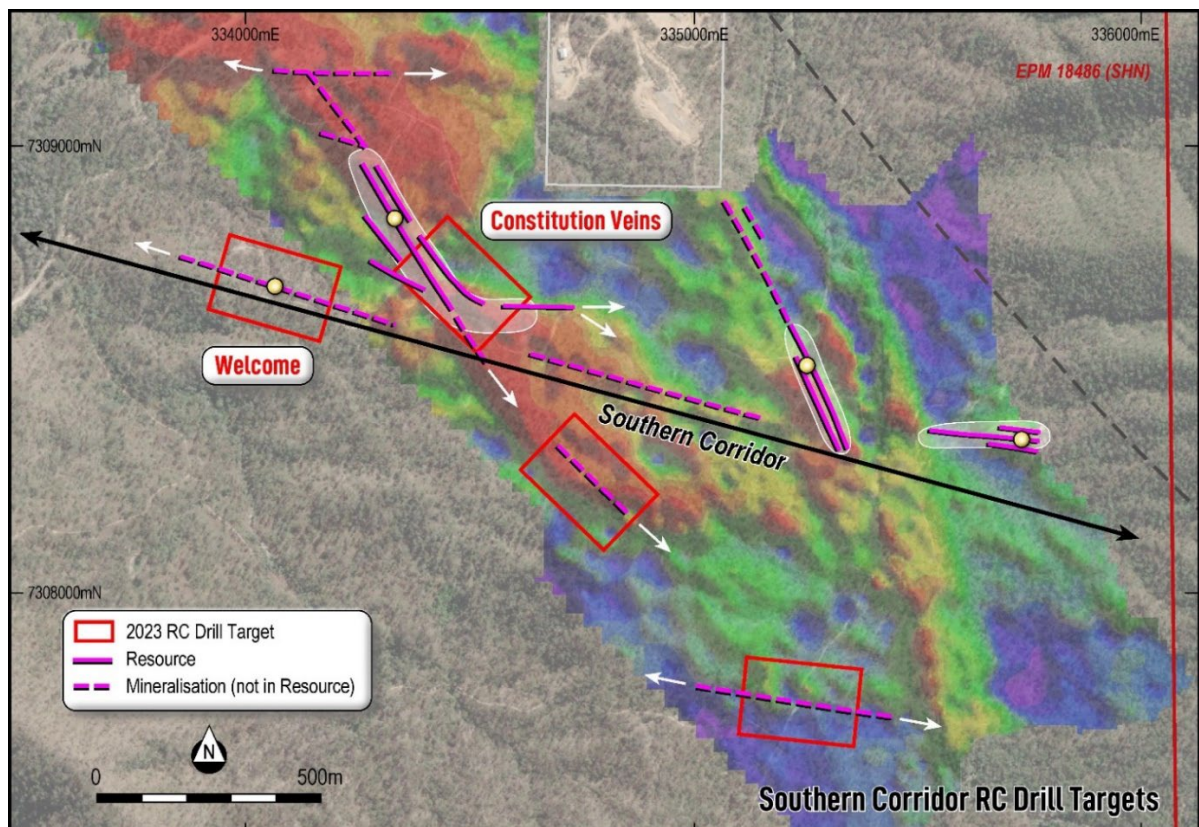 334000mE
335000mE
336000mE
EPM 18486 (SHN)
7309000mN
Constitution Veins
Welcome
Southern Corridor
7308000mN
2023 RC Drill Target
Resource
Mineralisation (not in Resource)
N
0
500m
Southern Corridor RC Drill Targets